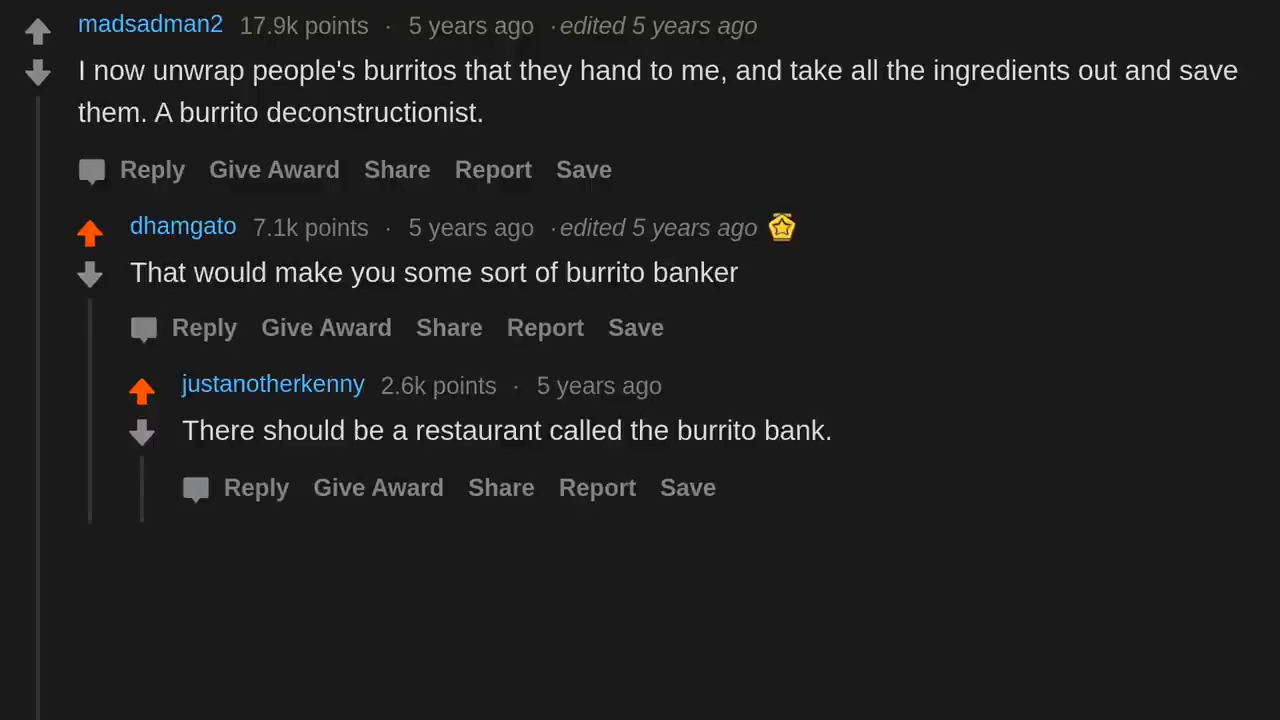 madsadman2 17.9k points · 5 years ago · edited 5 years ago
I now unwrap people's burritos that they hand to me, and take all the ingredients out and save
them. A burrito deconstructionist.
Reply Give Award Share Report Save
dhamgato 7.1k points · 5 years ago · edited 5 years ago
That would make you some sort of burrito banker
Reply Give Award Share Report Save
justanotherkenny 2.6k points · 5 years ago
There should be a restaurant called the burrito bank.
Reply Give Award Share Report Save